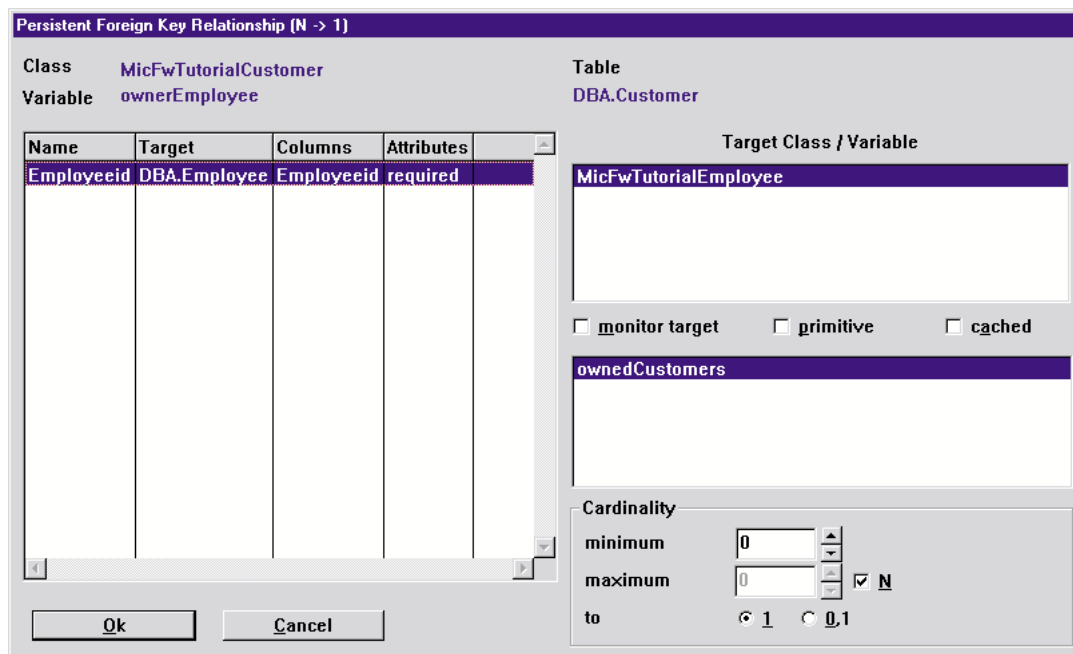 Persistent Foreign Key Relationship (N -> 1)
Class MicFwTutorialCustomer
Variable ownerEmployee
Table
DBA.Customer
Name Target Columns Attributes
Employeeid DBA.Employee Employeeid required
Target Class / Variable
MicFwTutorialEmployee
monitor target primitive cached
ownedCustomers
Cardinality
minimum 0
maximum 0 N
to 1 0,1
Ok Cancel